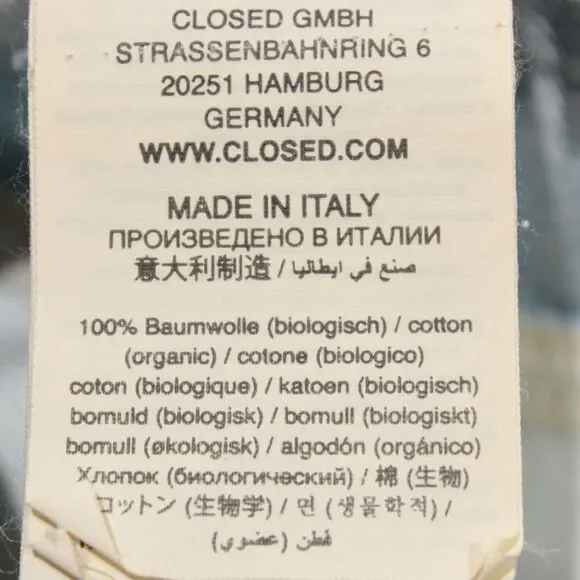 CLOSED GMBH
STRASSENBAHNRING 6
20251 HAMBURG
GERMANY
WWW.CLOSED.COM
MADE IN ITALY
ПРОИЗВЕДЕНО В ИТАЛИИ
意大利制造 / صنع في ايطاليا
100% Baumwolle (biologisch) / cotton
(organic) / cotone (biologico)
coton (biologique) / katoen (biologisch)
bomuld (biologisk) / bomull (biologiskt)
bomull (økologisk) / algodón (orgánico)
Хлопок (биологический) / 棉 (生物)
コットン (生物学) / 면 (생물학적) /
قطن (عضوي)